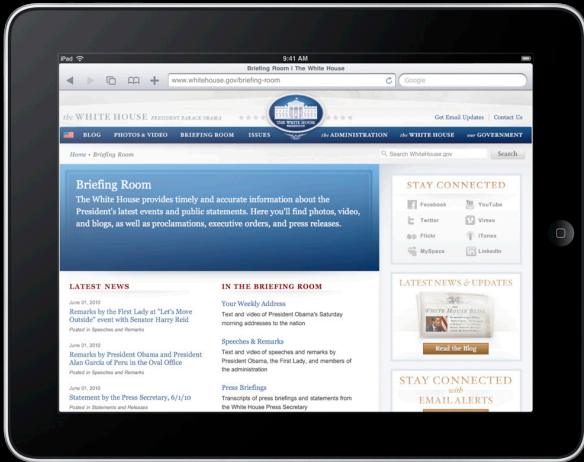 iPad 9:41 AM
Briefing Room | The White House
www.whitehouse.gov/briefing-room Google
the WHITE HOUSE PRESIDENT BARACK OBAMA
THE WHITE HOUSE
Get Email Updates Contact Us
BLOG PHOTOS & VIDEO BRIEFING ROOM ISSUES the ADMINISTRATION the WHITE HOUSE our GOVERNMENT
Home • Briefing Room Search WhiteHouse.gov Search
Briefing Room
The White House provides timely and accurate information about the
President's latest events and public statements. Here you'll find photos, video,
and blogs, as well as proclamations, executive orders, and press releases.
LATEST NEWS
June 01, 2010
Remarks by the First Lady at "Let's Move
Outside" event with Senator Harry Reid
Posted in Speeches and Remarks
June 01, 2010
Remarks by President Obama and President
Alan García of Peru in the Oval Office
Posted in Speeches and Remarks
June 01, 2010
Statement by the Press Secretary, 6/1/10
Posted in Statements and Releases
IN THE BRIEFING ROOM
Your Weekly Address
Text and video of President Obama's Saturday
morning addresses to the nation
Speeches & Remarks
Text and video of speeches and remarks by
President Obama, the First Lady, and members of
the administration
Press Briefings
Transcripts of press briefings and statements from
the White House Press Secretary
STAY CONNECTED
Facebook YouTube
Twitter Vimeo
Flickr iTunes
MySpace LinkedIn
LATEST NEWS & UPDATES
WHITE HOUSE BLOG
Read the Blog
STAY CONNECTED
with
EMAIL ALERTS